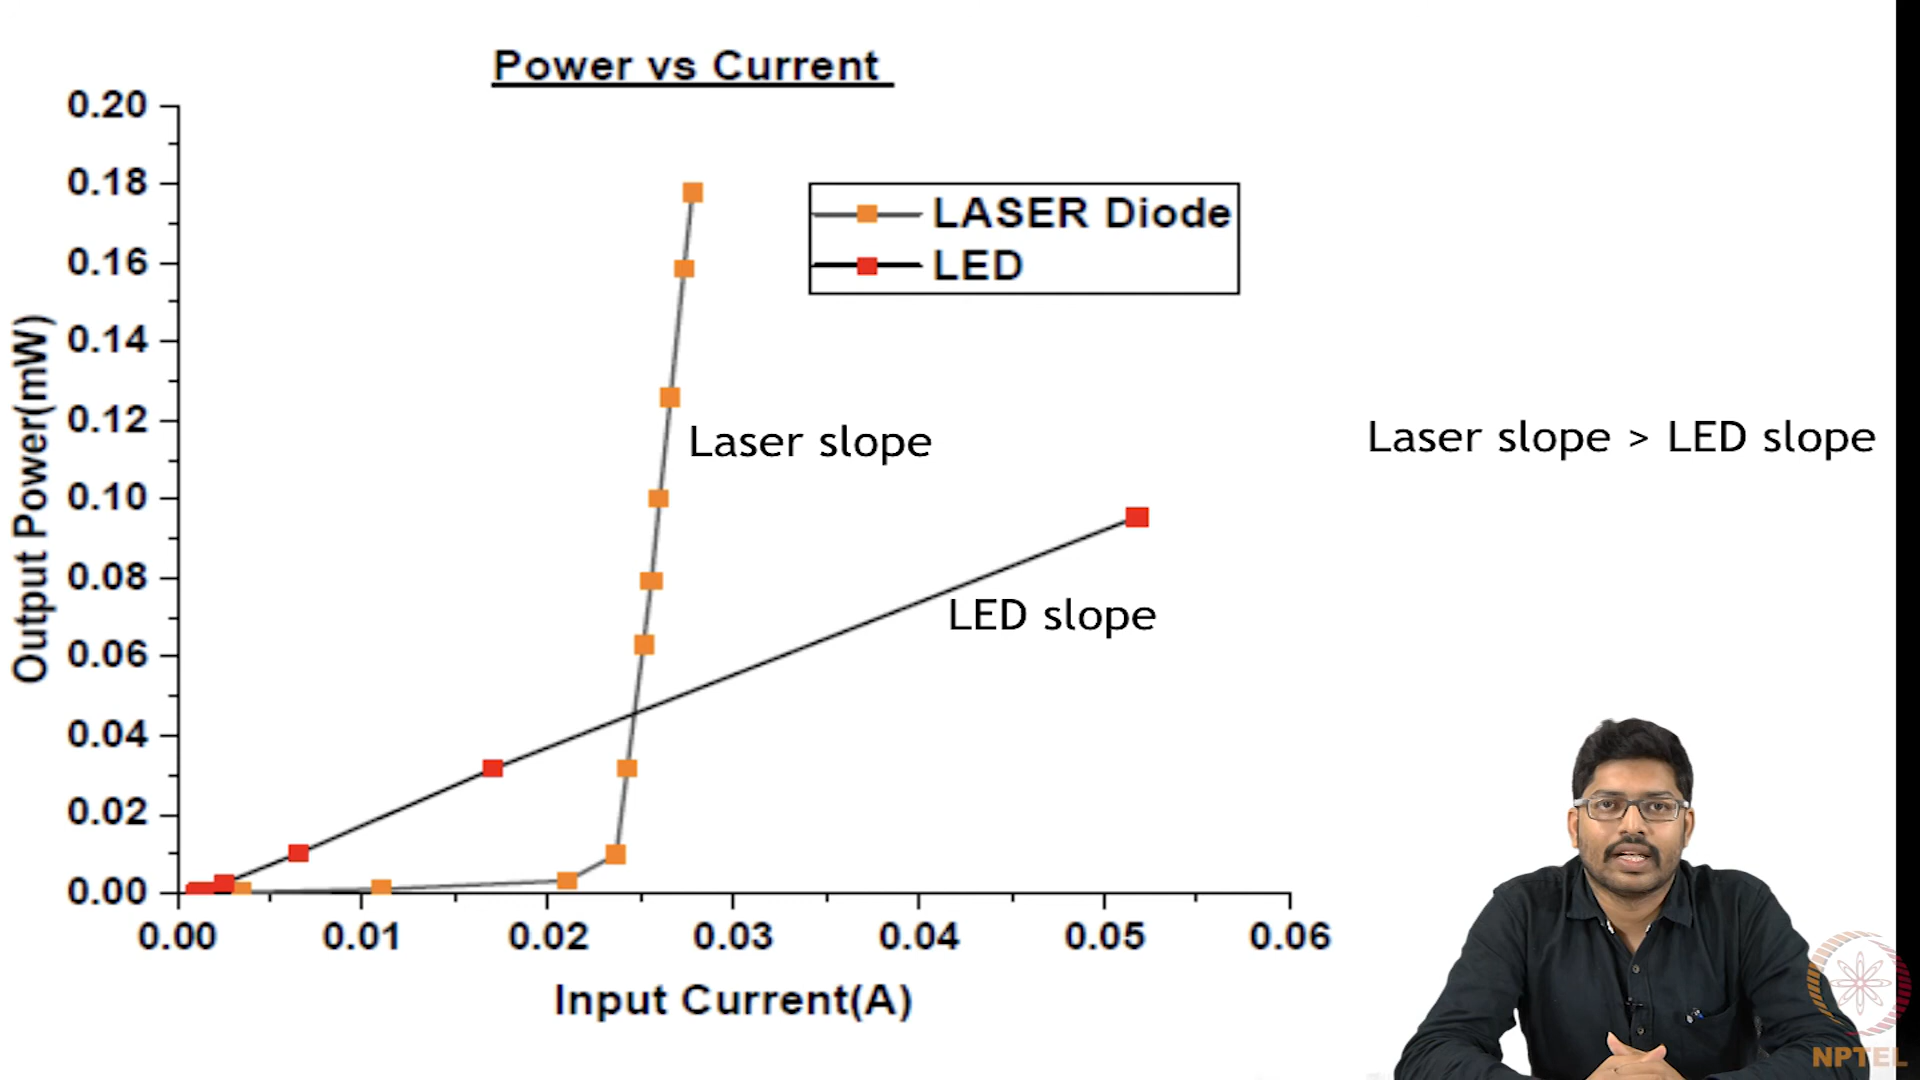 Power vs Current
0.20
0.18
0.16
0.14
0.12
0.10
0.08
0.06
0.04
0.02
0.00
Output Power(mW)
LASER Diode
LED
Laser slope
LED slope
Laser slope > LED slope
0.00 0.01 0.02 0.03 0.04 0.05 0.06
Input Current(A)
NPTEL